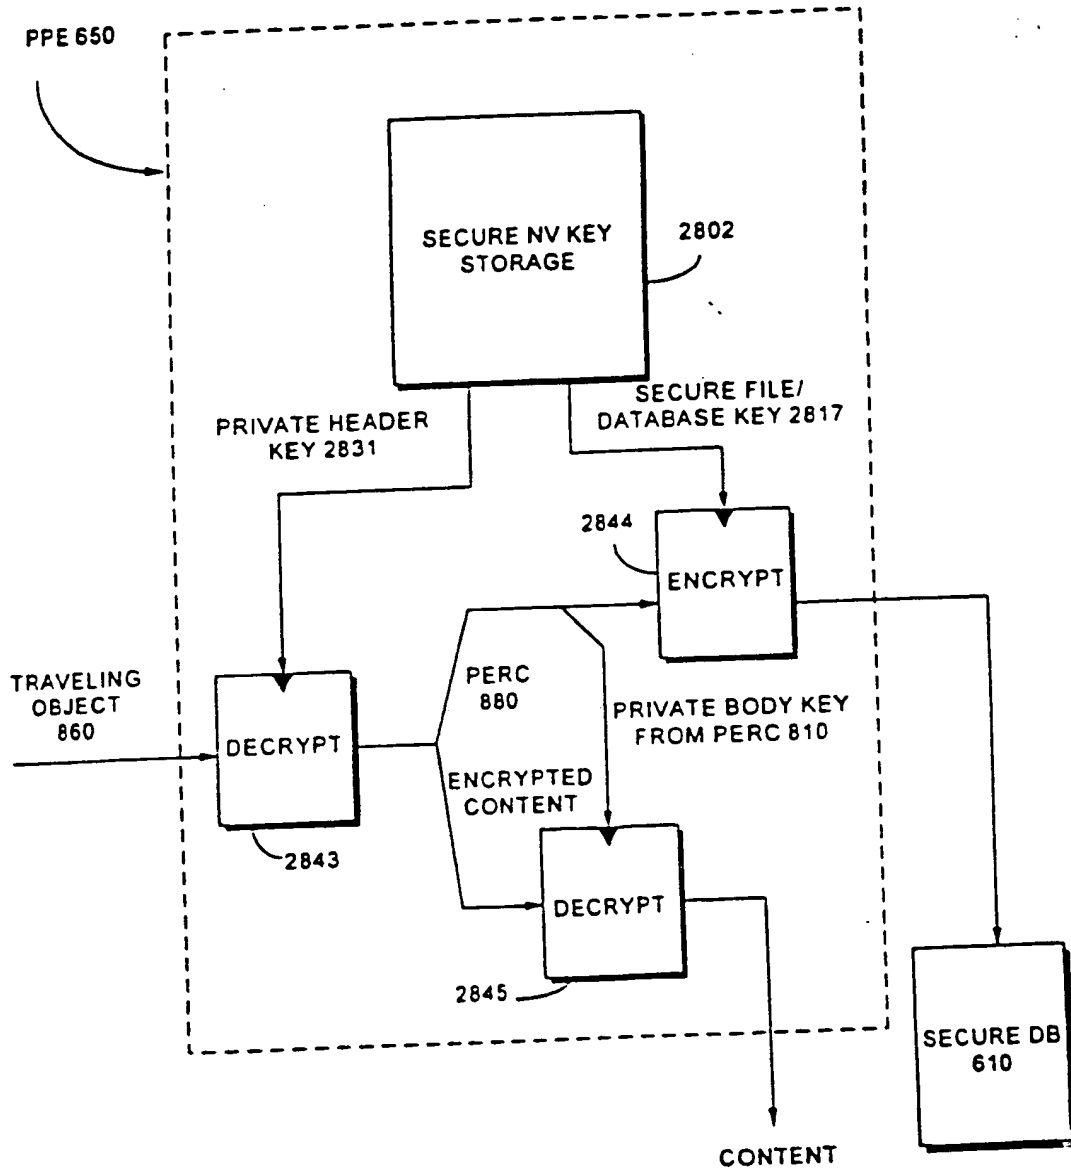 PPE 650
SECURE NV KEY
STORAGE
2802
PRIVATE HEADER
KEY 2831
SECURE FILE/
DATABASE KEY 2817
2844
ENCRYPT
TRAVELING
OBJECT
860
DECRYPT
PERC
880
PRIVATE BODY KEY
FROM PERC 810
ENCRYPTED
CONTENT
2843
DECRYPT
2845
SECURE DB
610
CONTENT